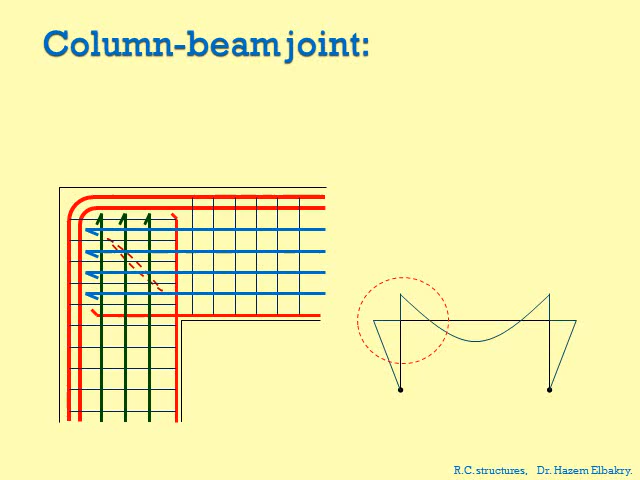 Column-beam joint:
R.C. structures, Dr. Hazem Elbakry.